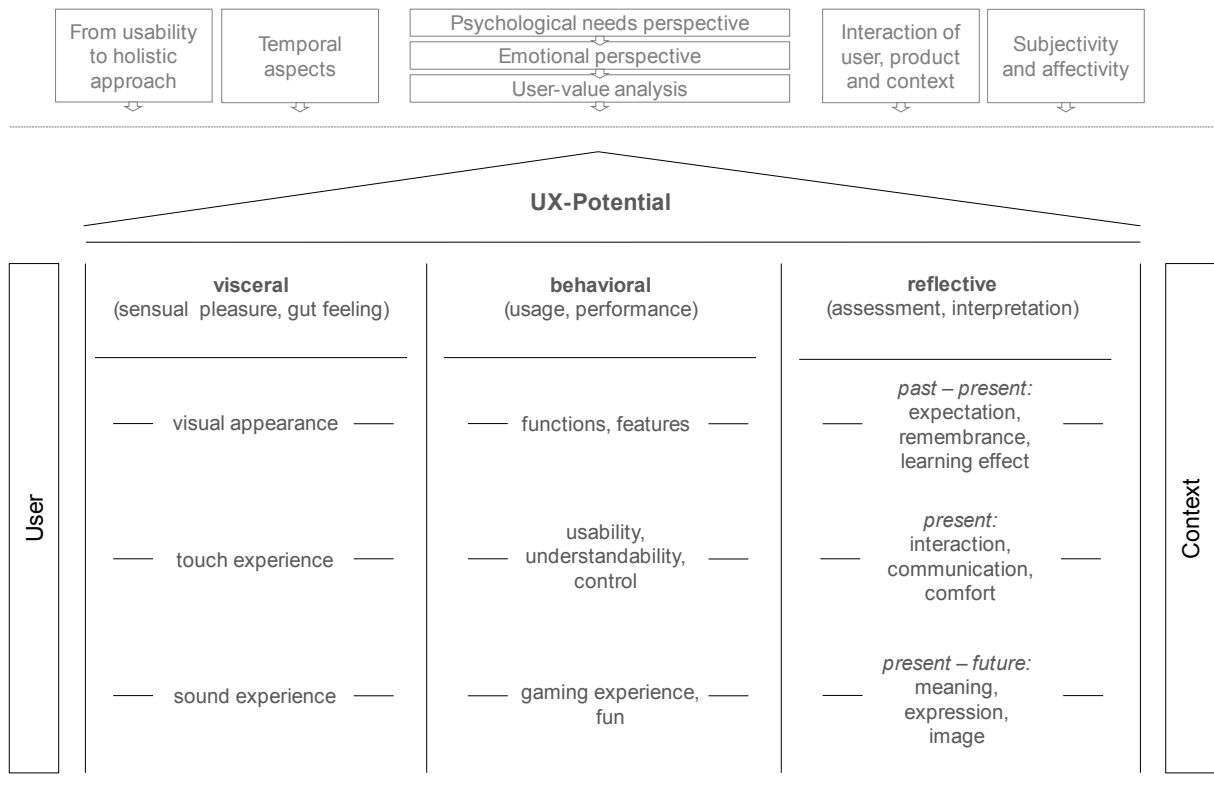 From usability
to holistic
approach
Temporal
aspects
Psychological needs perspective
Emotional perspective
User-value analysis
Interaction of
user, product
and context
Subjectivity
and affectivity
UX-Potential
User
visceral
(sensual pleasure, gut feeling)
visual appearance
touch experience
sound experience
behavioral
(usage, performance)
functions, features
usability,
understandability,
control
gaming experience,
fun
reflective
(assessment, interpretation)
past – present:
expectation,
remembrance,
learning effect
present:
interaction,
communication,
comfort
present – future:
meaning,
expression,
image
Context